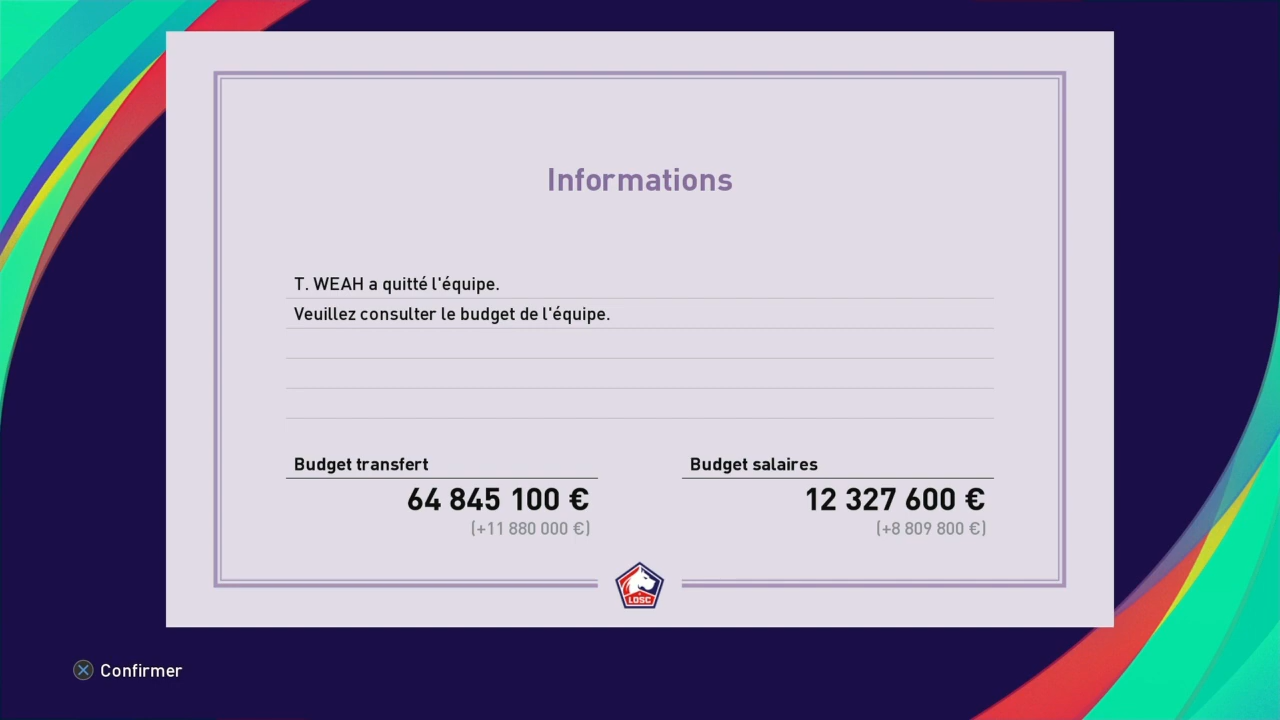 Informations
T. WEAH a quitté l'équipe.
Veuillez consulter le budget de l'équipe.
Budget transfert
64 845 100 €
(+11 880 000 €)
Budget salaires
12 327 600 €
(+8 809 800 €)
LOSC
Confirmer